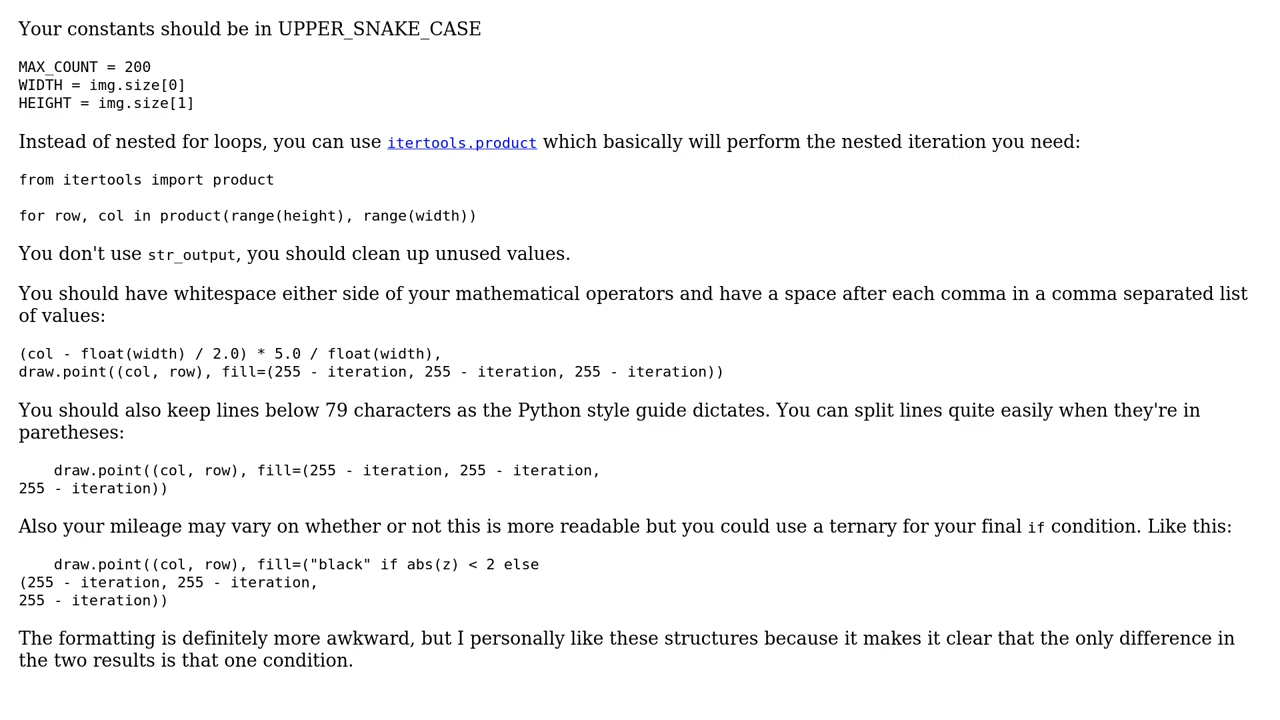 Your constants should be in UPPER_SNAKE_CASE
MAX_COUNT = 200
WIDTH = img.size[0]
HEIGHT = img.size[1]
Instead of nested for loops, you can use itertools.product which basically will perform the nested iteration you need:
from itertools import product
for row, col in product(range(height), range(width))
You don't use str_output, you should clean up unused values.
You should have whitespace either side of your mathematical operators and have a space after each comma in a comma separated list
of values:
(col - float(width) / 2.0) * 5.0 / float(width),
draw.point((col, row), fill=(255 - iteration, 255 - iteration, 255 - iteration))
You should also keep lines below 79 characters as the Python style guide dictates. You can split lines quite easily when they're in
paretheses:
    draw.point((col, row), fill=(255 - iteration, 255 - iteration,
255 - iteration))
Also your mileage may vary on whether or not this is more readable but you could use a ternary for your final if condition. Like this:
    draw.point((col, row), fill=("black" if abs(z) < 2 else
(255 - iteration, 255 - iteration,
255 - iteration))
The formatting is definitely more awkward, but I personally like these structures because it makes it clear that the only difference in
the two results is that one condition.